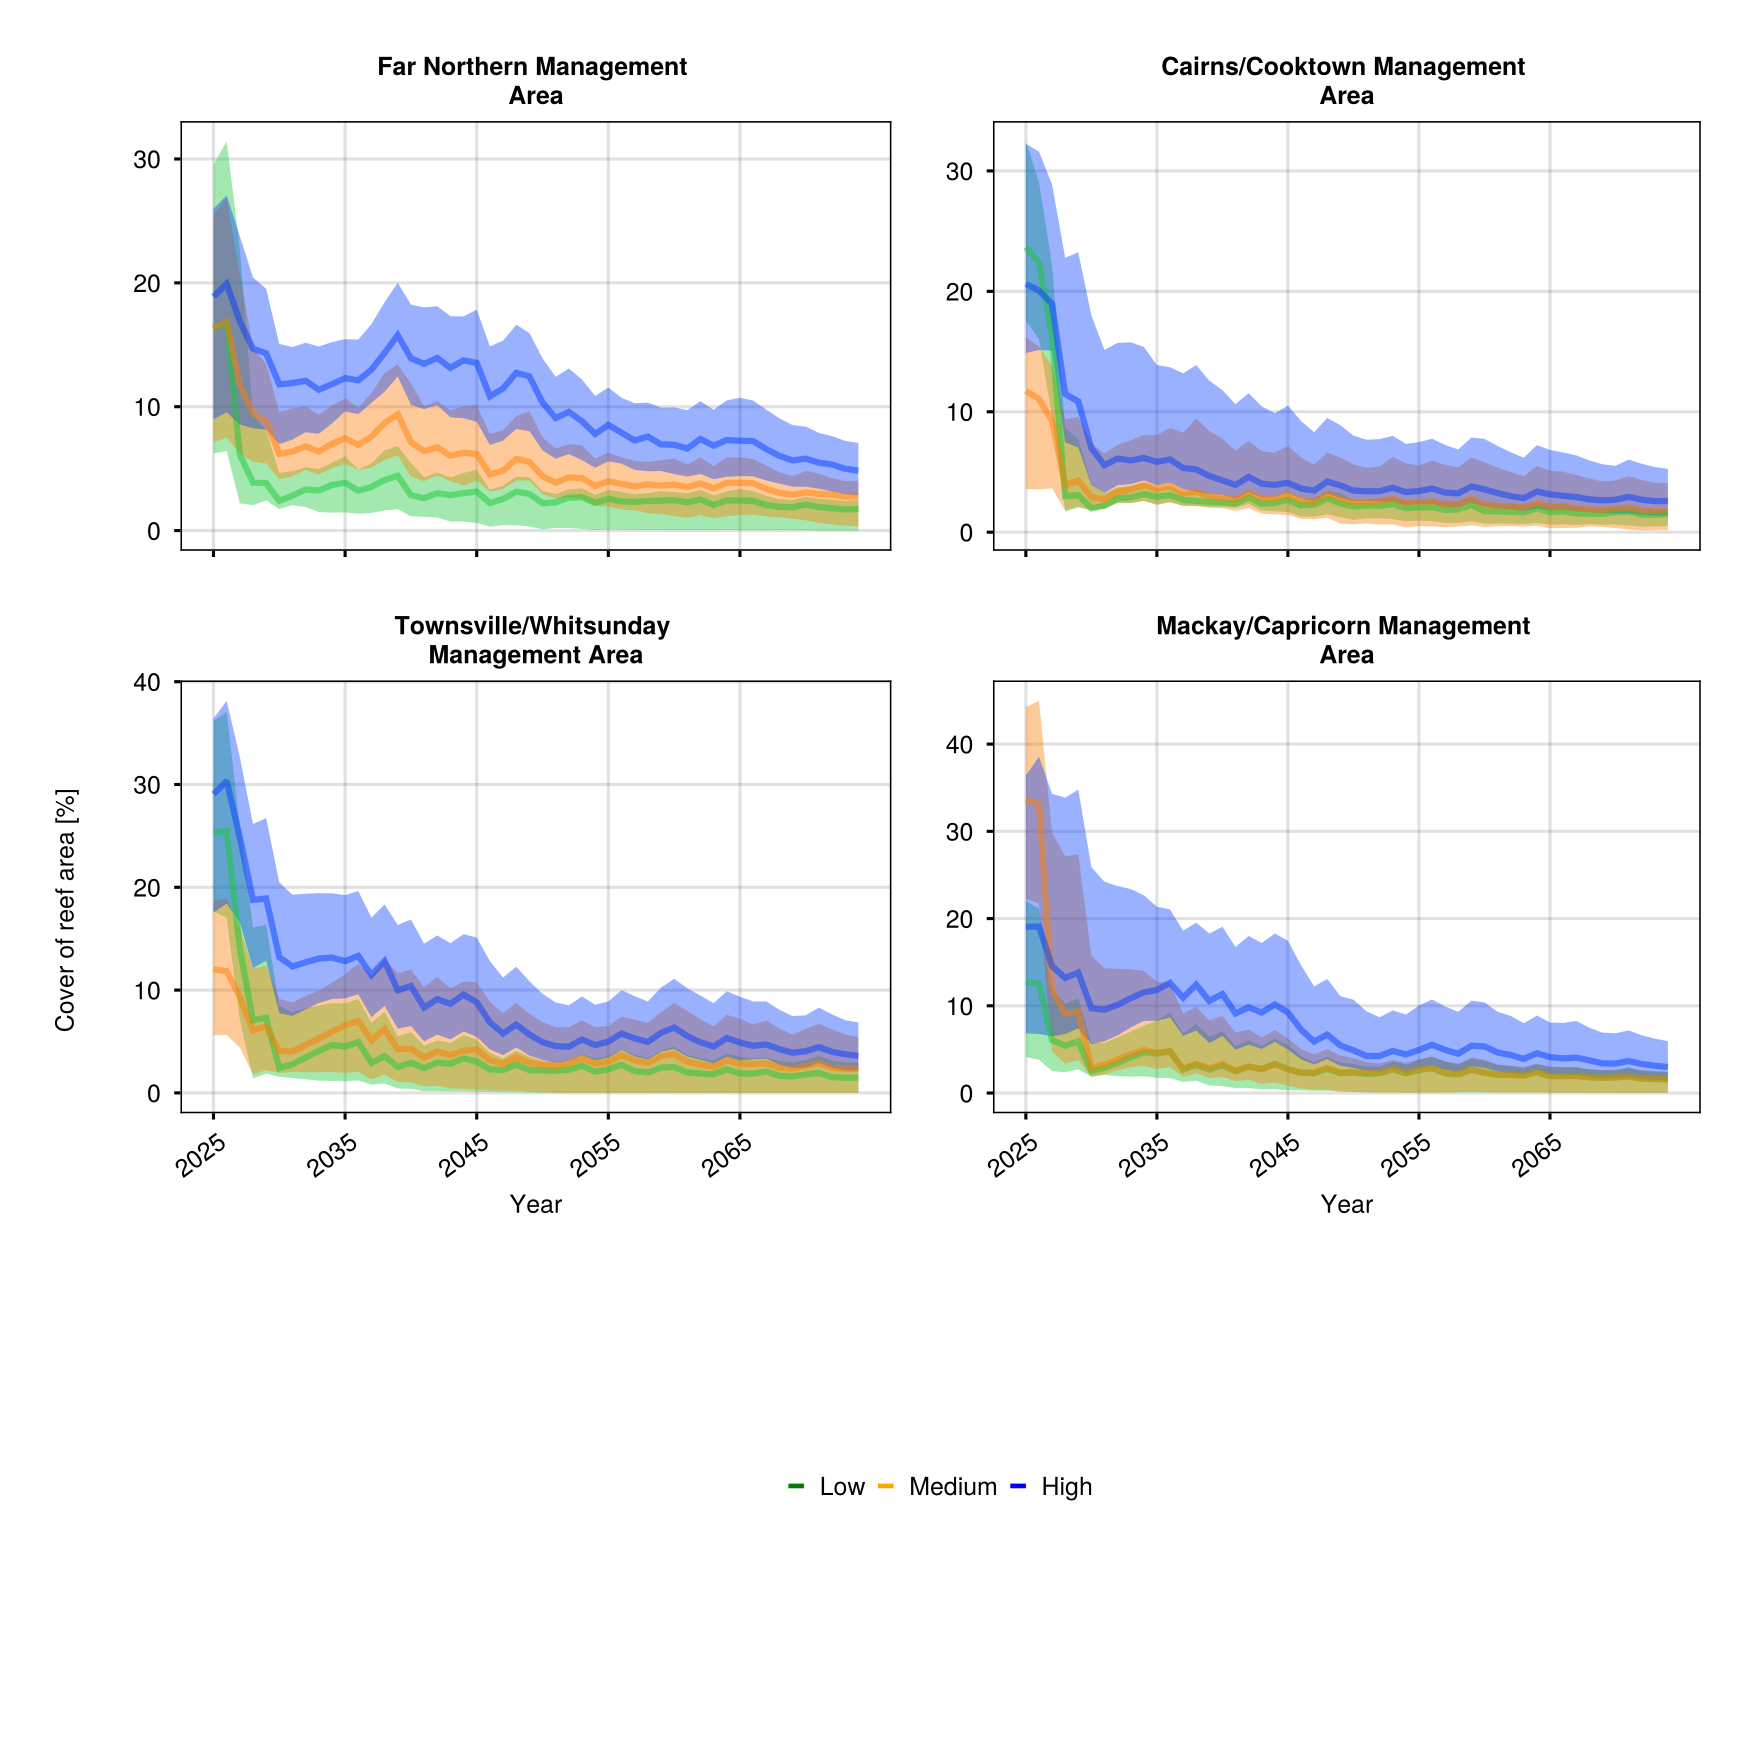 Far Northern Management
Area
Cairns/Cooktown Management
Area
30
20
10
0
30
20
10
0
Townsville/Whitsunday
Management Area
Mackay/Capricorn Management
Area
40
30
20
10
0
40
30
20
10
0
Cover of reef area [%]
2025 2035 2045 2055 2065
2025 2035 2045 2055 2065
Year
Year
Low Medium High